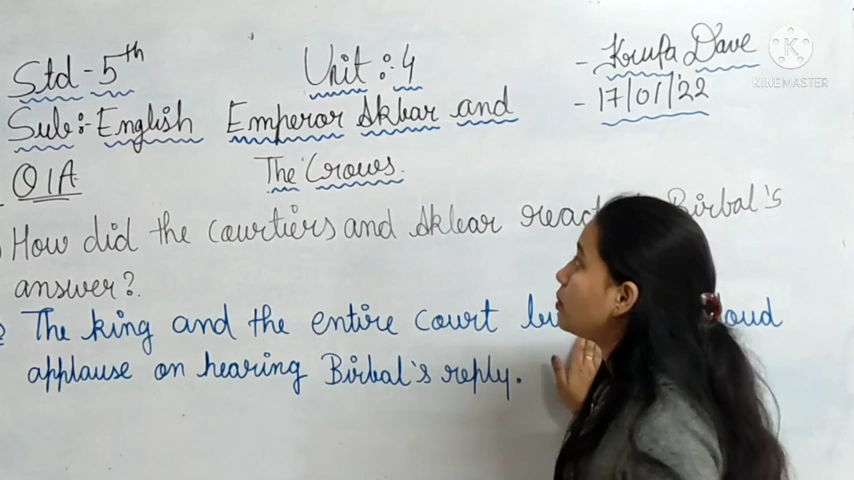 Std - 5th
Unit :- 4
- Krupa Dave
Sub:- English
Emperor Akbar and
- 17/01/22
Q1A
The Crows.
How did the courtiers and Akbar react Birbal's
answer?
The king and the entire court loud
applause on hearing Birbal's reply.
KINEMASTER